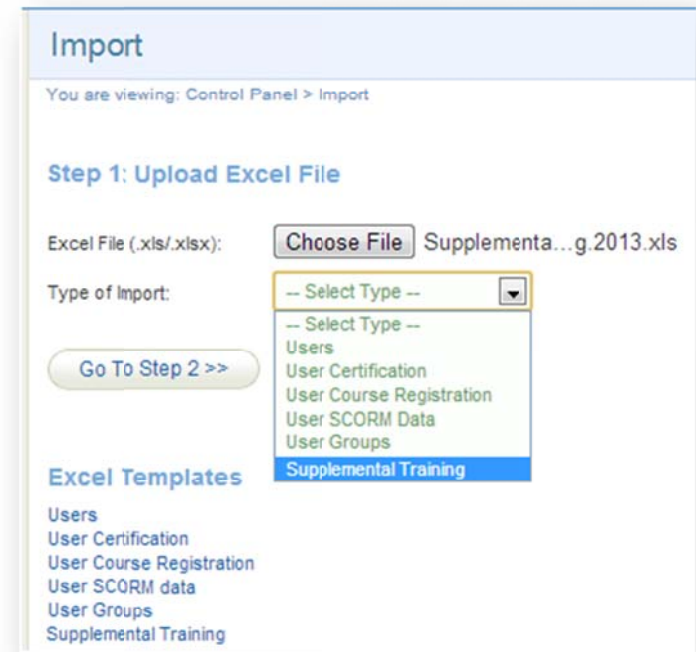 Import
You are viewing: Control Panel > Import
Step 1: Upload Excel File
Excel File (.xls/.xlsx): Choose File Supplementa...g.2013.xls
Type of Import: -- Select Type --
-- Select Type --
Users
User Certification
User Course Registration
User SCORM Data
User Groups
Supplemental Training
Go To Step 2 >>
Excel Templates
Users
User Certification
User Course Registration
User SCORM data
User Groups
Supplemental Training